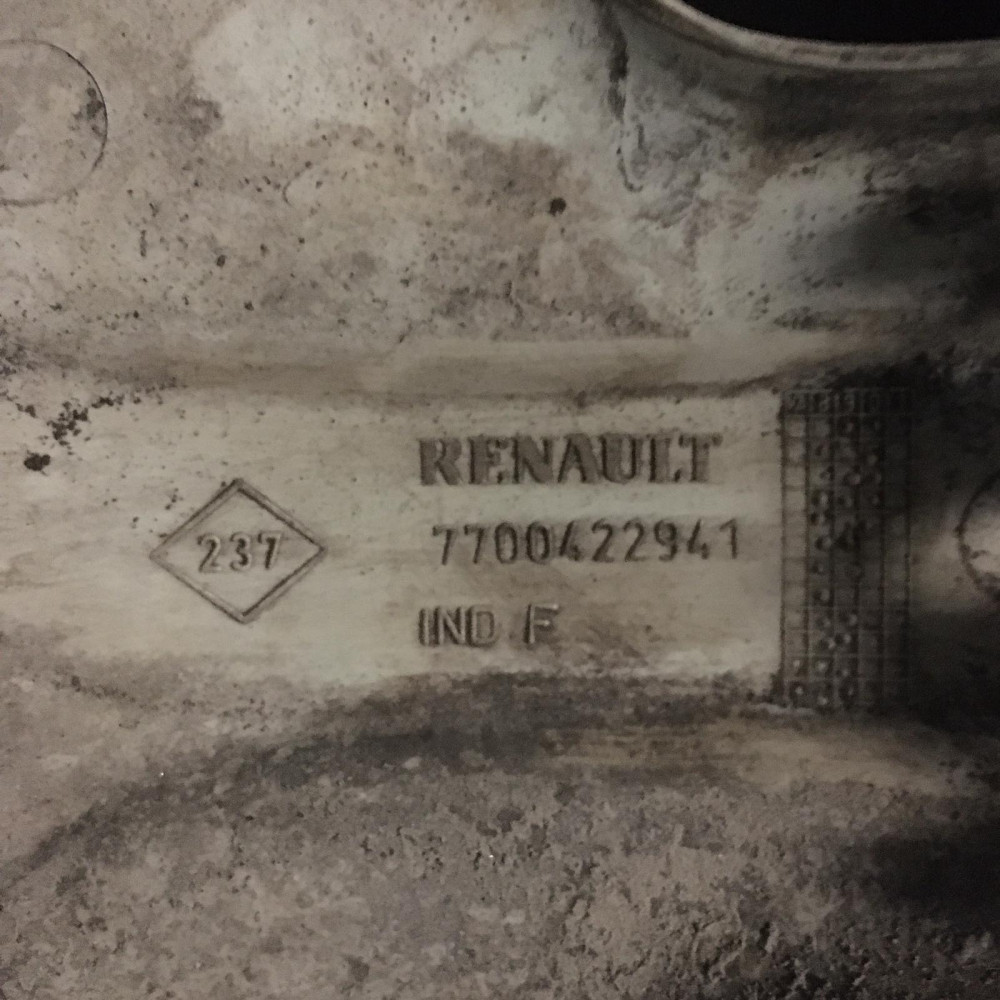 RENAULT
237
7700422941
IND F